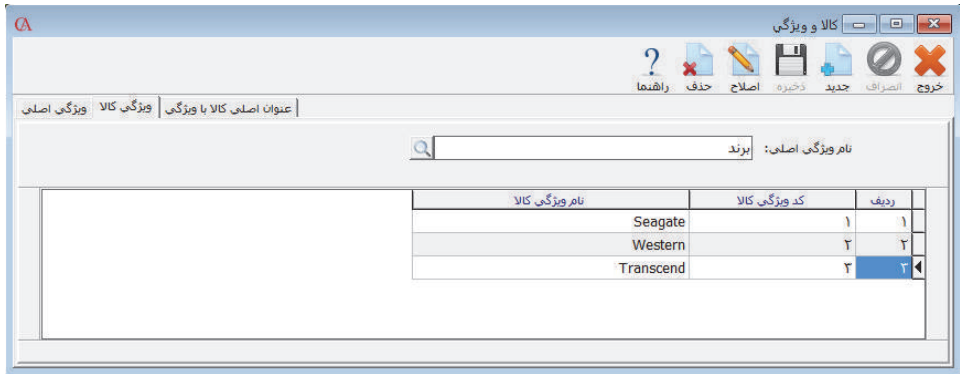 کالا و ویژگی
خروج انصراف جدید ذخیره اصلاح حذف راهنما
ویژگی اصلی ویژگی کالا عنوان اصلی کالا با ویژگی
نام ویژگی اصلی: برند
ردیف کد ویژگی کالا نام ویژگی کالا
۱ ۱ Seagate
۲ ۲ Western
۳ ۳ Transcend